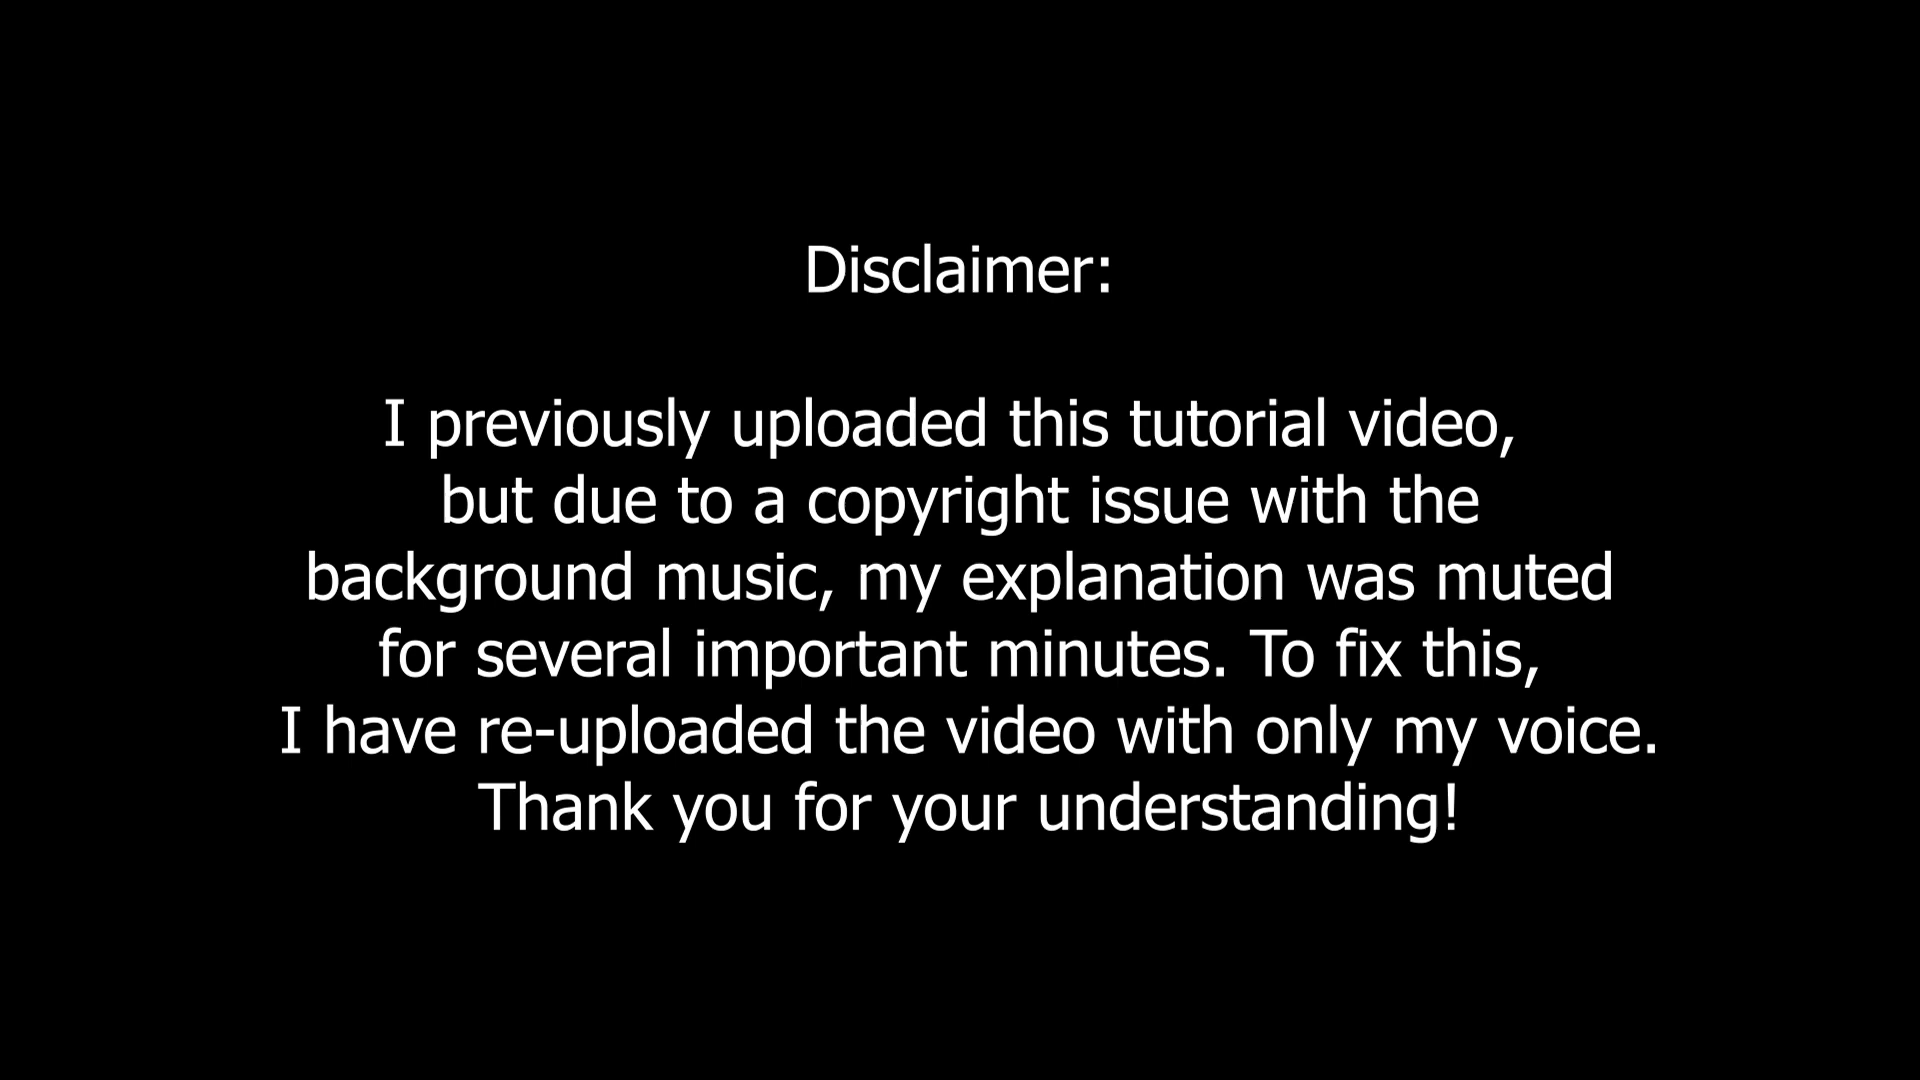 Disclaimer:
I previously uploaded this tutorial video,
but due to a copyright issue with the
background music, my explanation was muted
for several important minutes. To fix this,
I have re-uploaded the video with only my voice.
Thank you for your understanding!